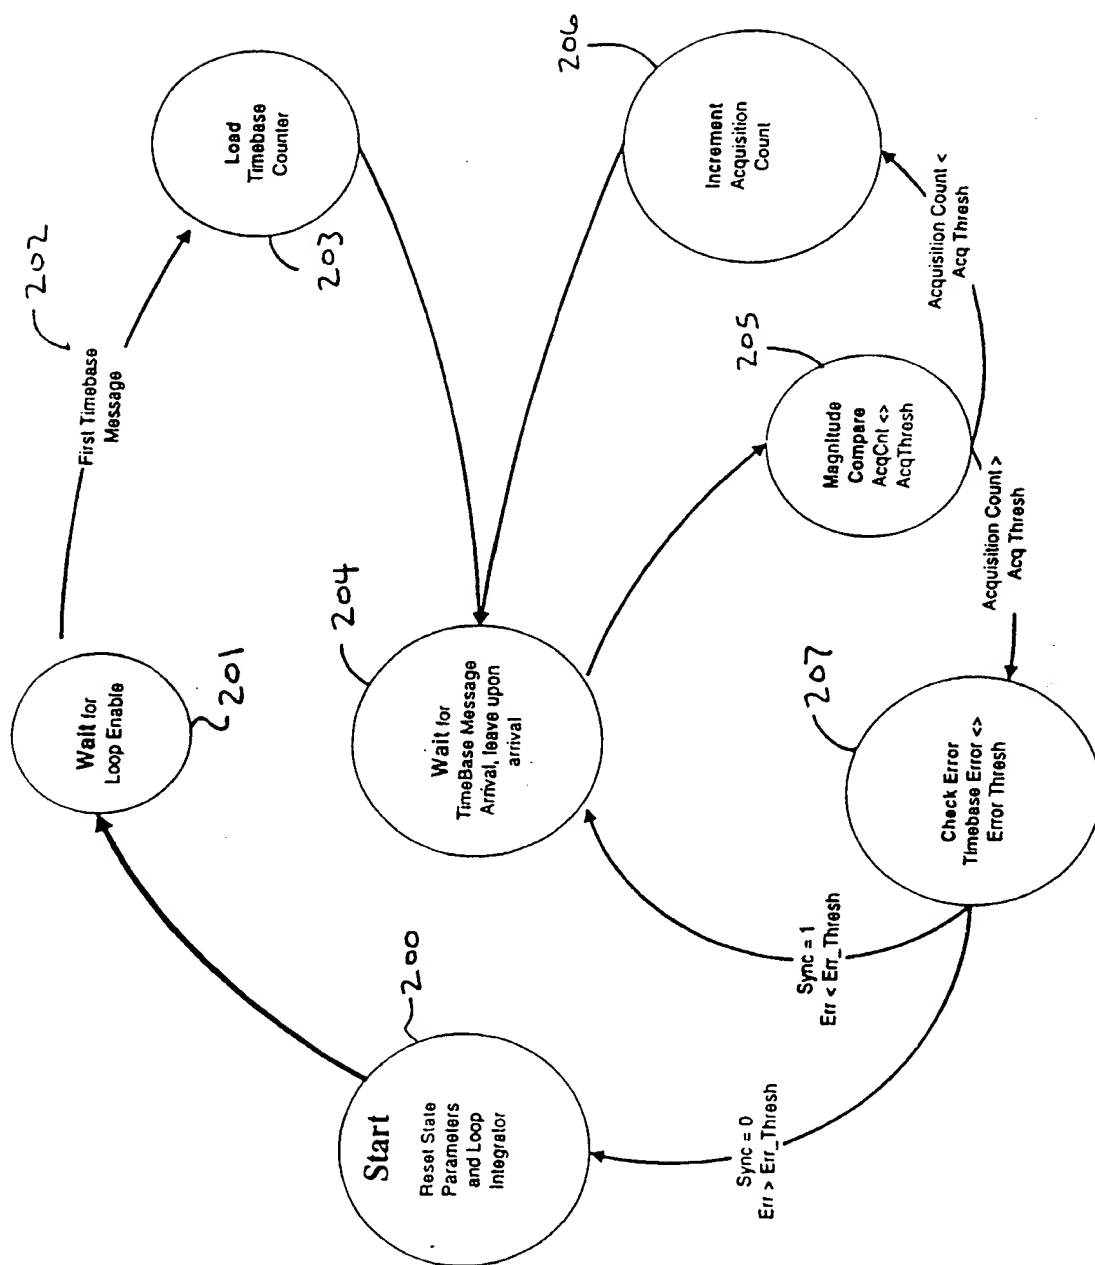 Start
Reset State
Parameters
and Loop
Integrator
200
Wait for
Loop Enable
201
First Timebase
Message
202
Load
Timebase
Counter
203
Wait for
TimeBase Message
Arrival, leave upon
arrival
204
Magnitude
Compare
AcqCnt <>
AcqThresh
205
Acquisition Count <
Acq Thresh
Increment
Acquisition
Count
206
Acquisition Count >
Acq Thresh
Check Error
Timebase Error <>
Error Thresh
207
Sync = 1
Err < Err_Thresh
Sync = 0
Err > Err_Thresh